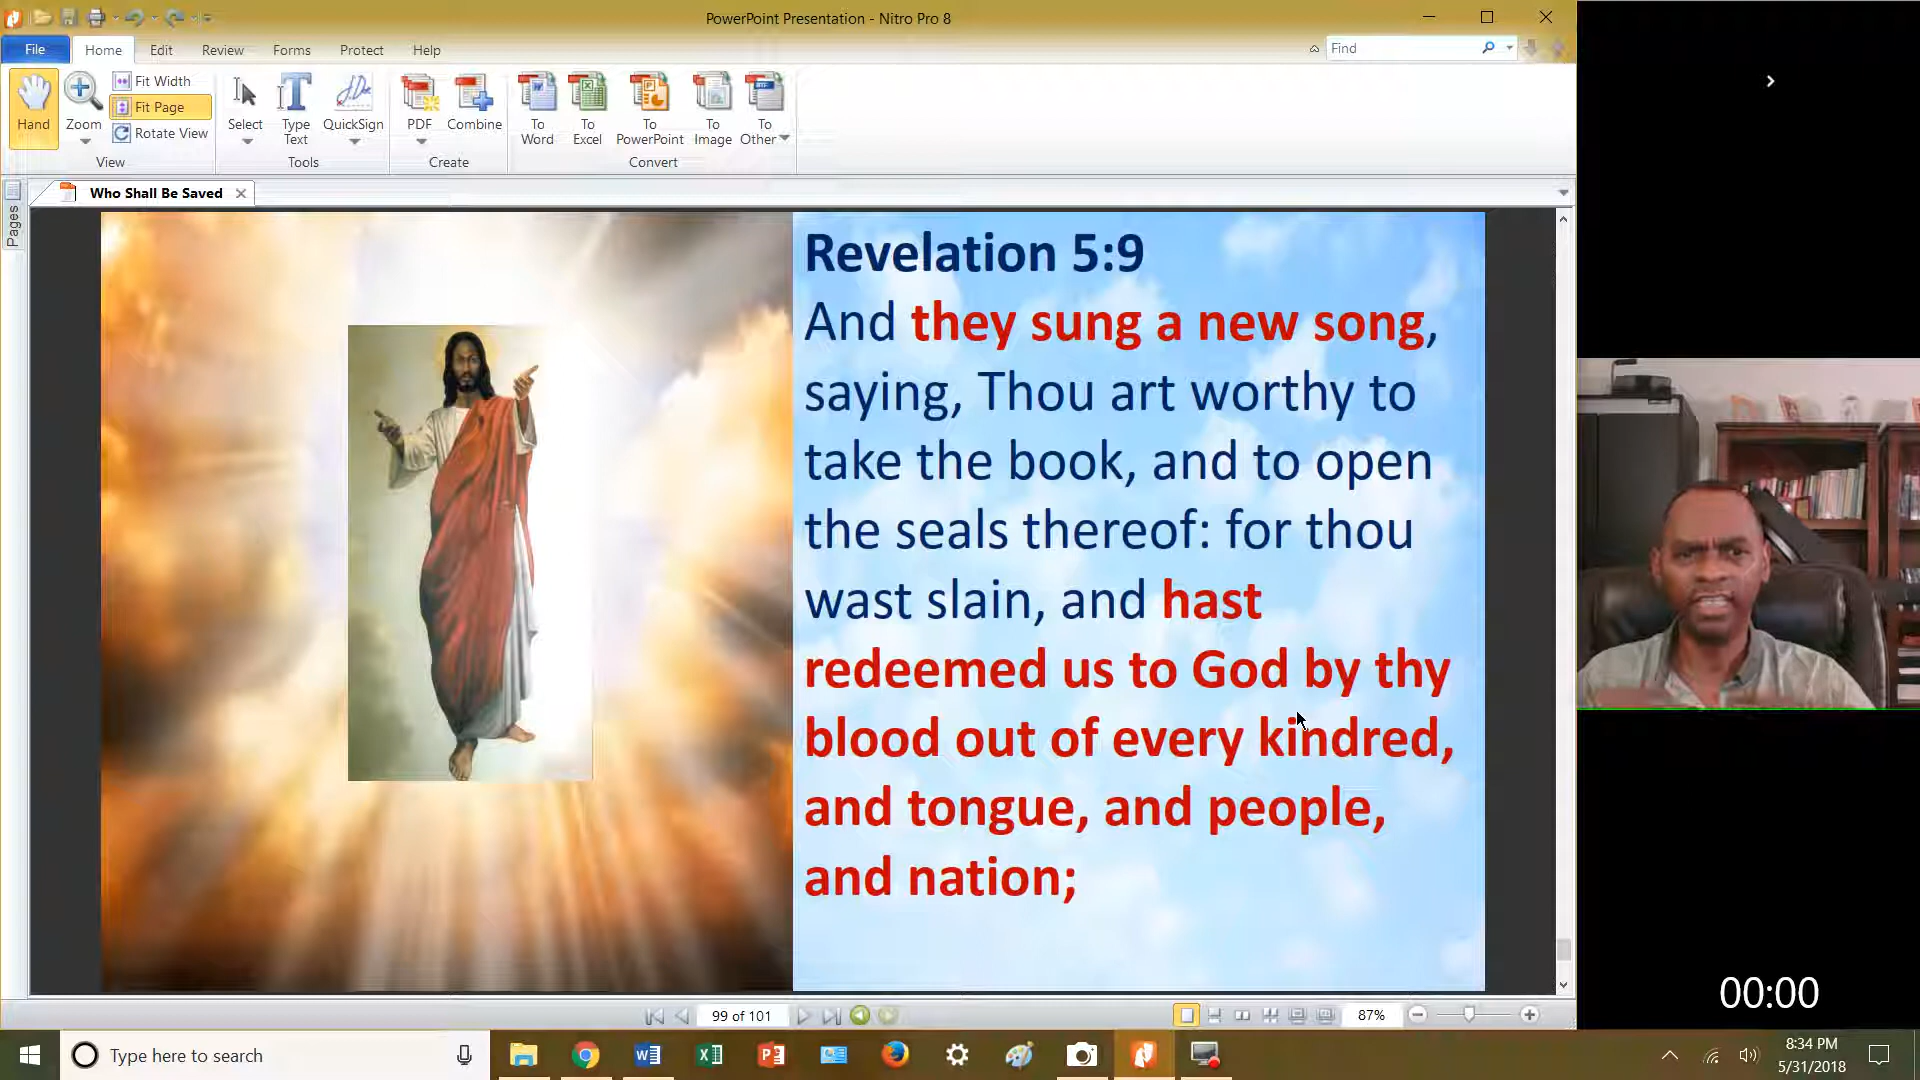 PowerPoint Presentation - Nitro Pro 8
File Home Edit Review Forms Protect Help
Find
Hand
Zoom
Fit Width
Fit Page
Rotate View
View
Select
Type Text
QuickSign
Tools
PDF
Combine
Create
To Word
To Excel
To PowerPoint
To Image
To Other
Convert
Pages
Who Shall Be Saved
Revelation 5:9
And they sung a new song,
saying, Thou art worthy to
take the book, and to open
the seals thereof: for thou
wast slain, and hast
redeemed us to God by thy
blood out of every kindred,
and tongue, and people,
and nation;
00:00
99 of 101
87%
Type here to search
8:34 PM
5/31/2018